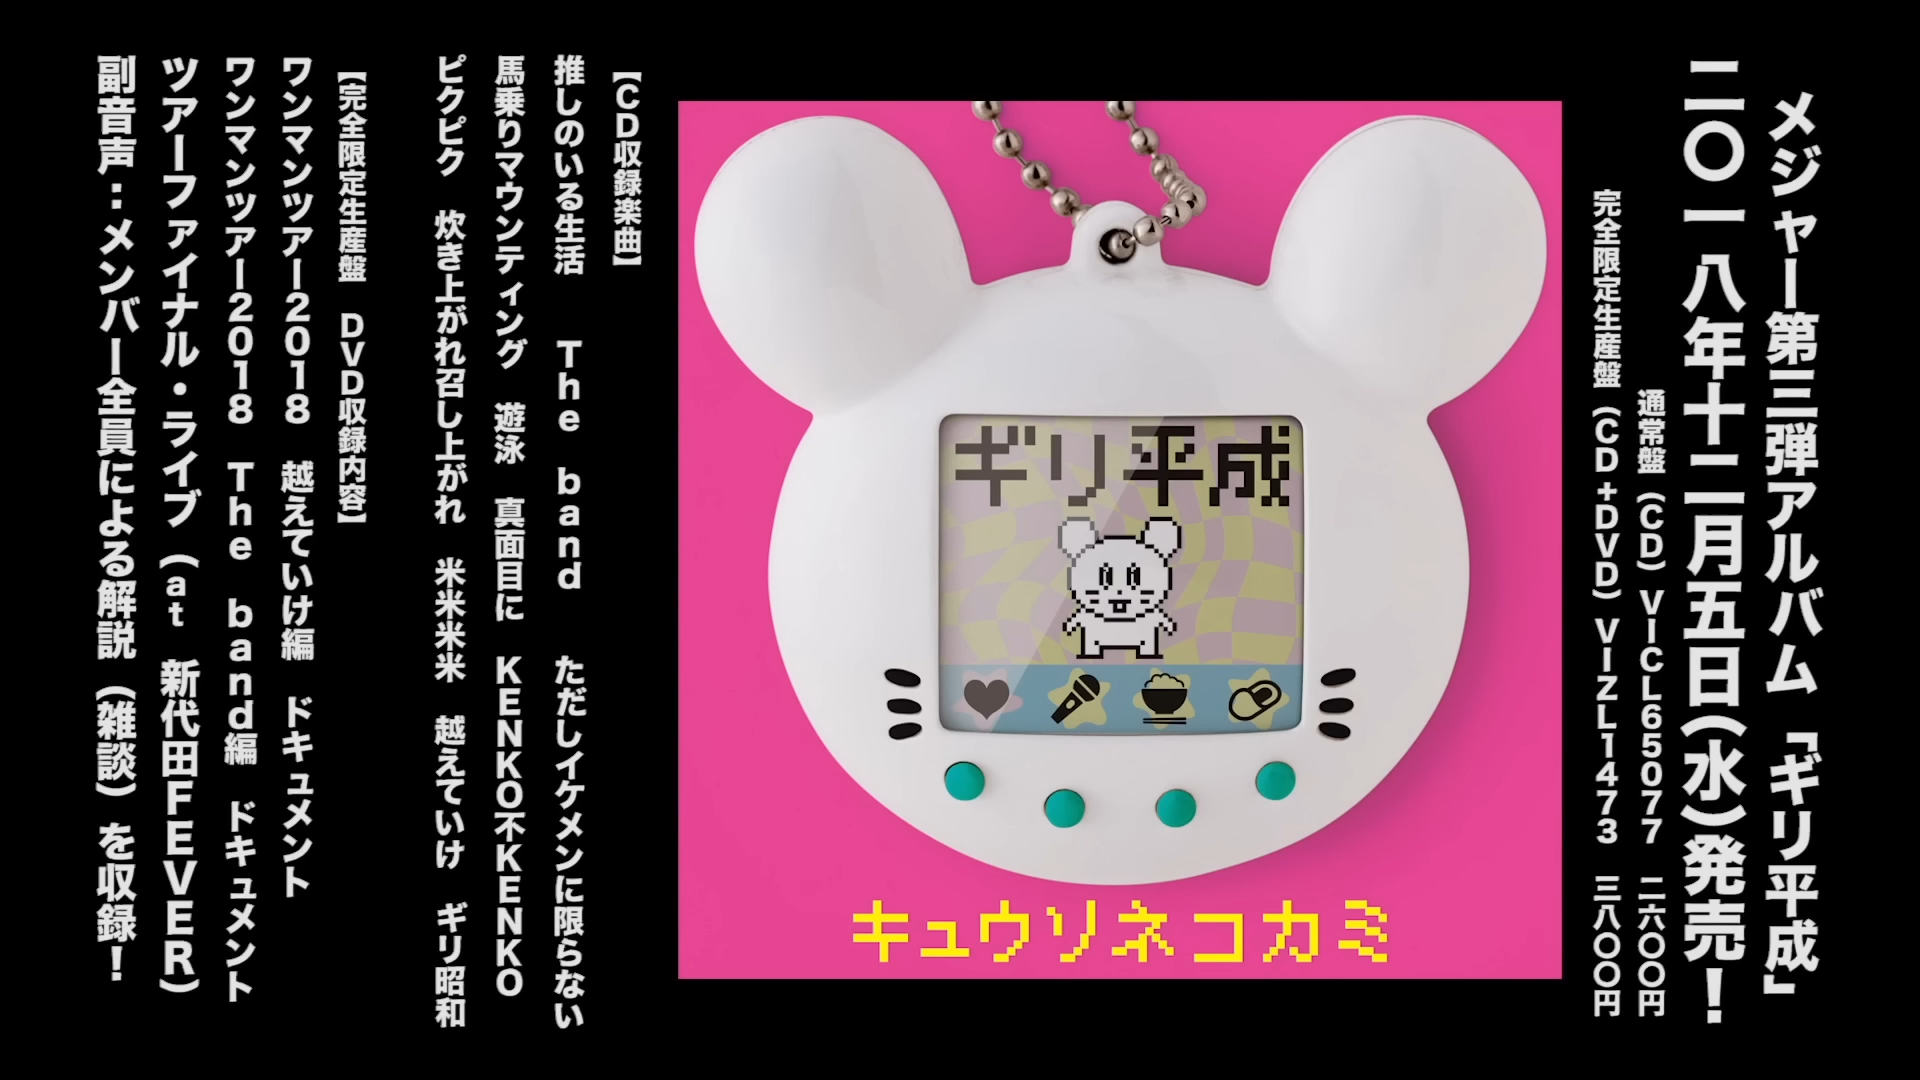 メジャー第三弾アルバム「ギリ平成」
二〇一八年十二月五日(水)発売！
通常盤（CD）VICL65077　二六〇〇円
完全限定生産盤（CD+DVD）VIZL1473　三八〇〇円
ギリ平成
キュウソネコカミ
【CD収録楽曲】
推しのいる生活　The band　ただしイケメンに限らない
馬乗りマウンティング　遊泳　真面目に　KENKO不KENKO
ピクピク　炊き上がれ召し上がれ　米米米米　越えていけ　ギリ昭和
【完全限定生産盤　DVD収録内容】
ワンマンツアー2018　越えていけ編　ドキュメント
ワンマンツアー2018　The band編　ドキュメント
ツアーファイナル・ライブ（at　新代田FEVER）
副音声：メンバー全員による解説（雑談）を収録！